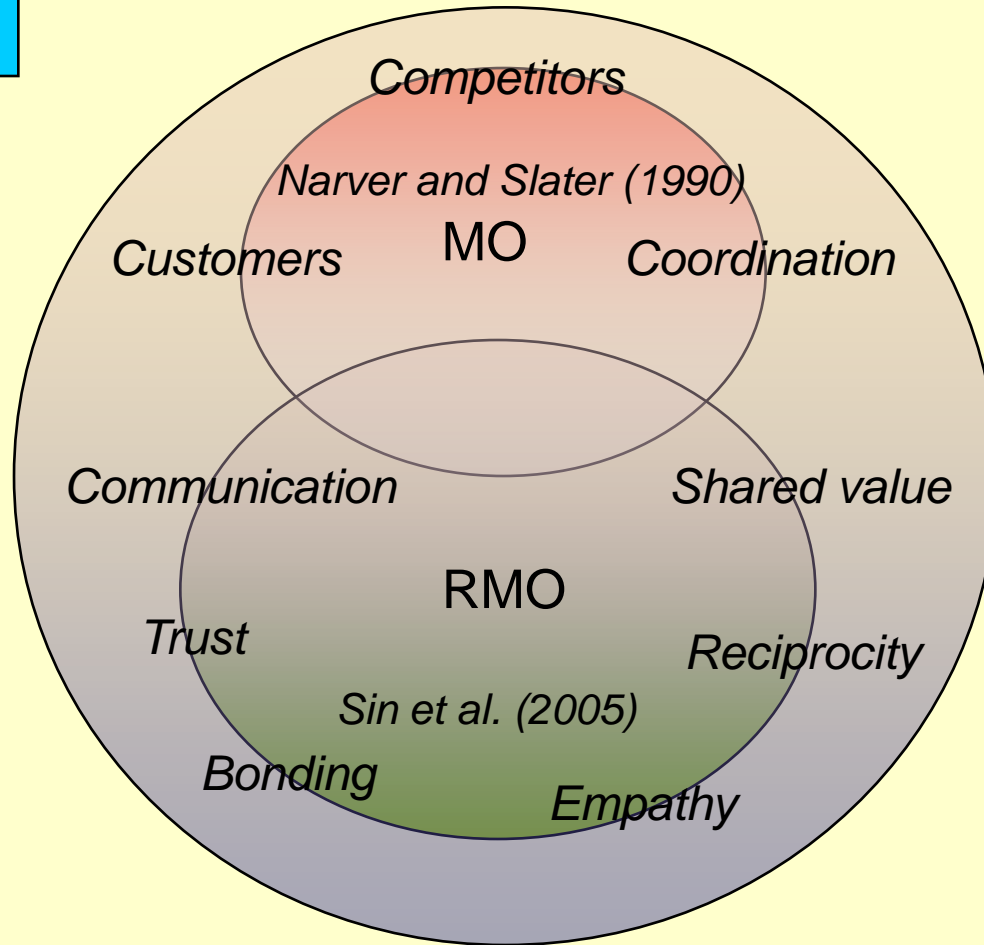 Competitors
Narver and Slater (1990)
MO
Customers
Coordination
Communication
Shared value
RMO
Trust
Reciprocity
Sin et al. (2005)
Bonding
Empathy